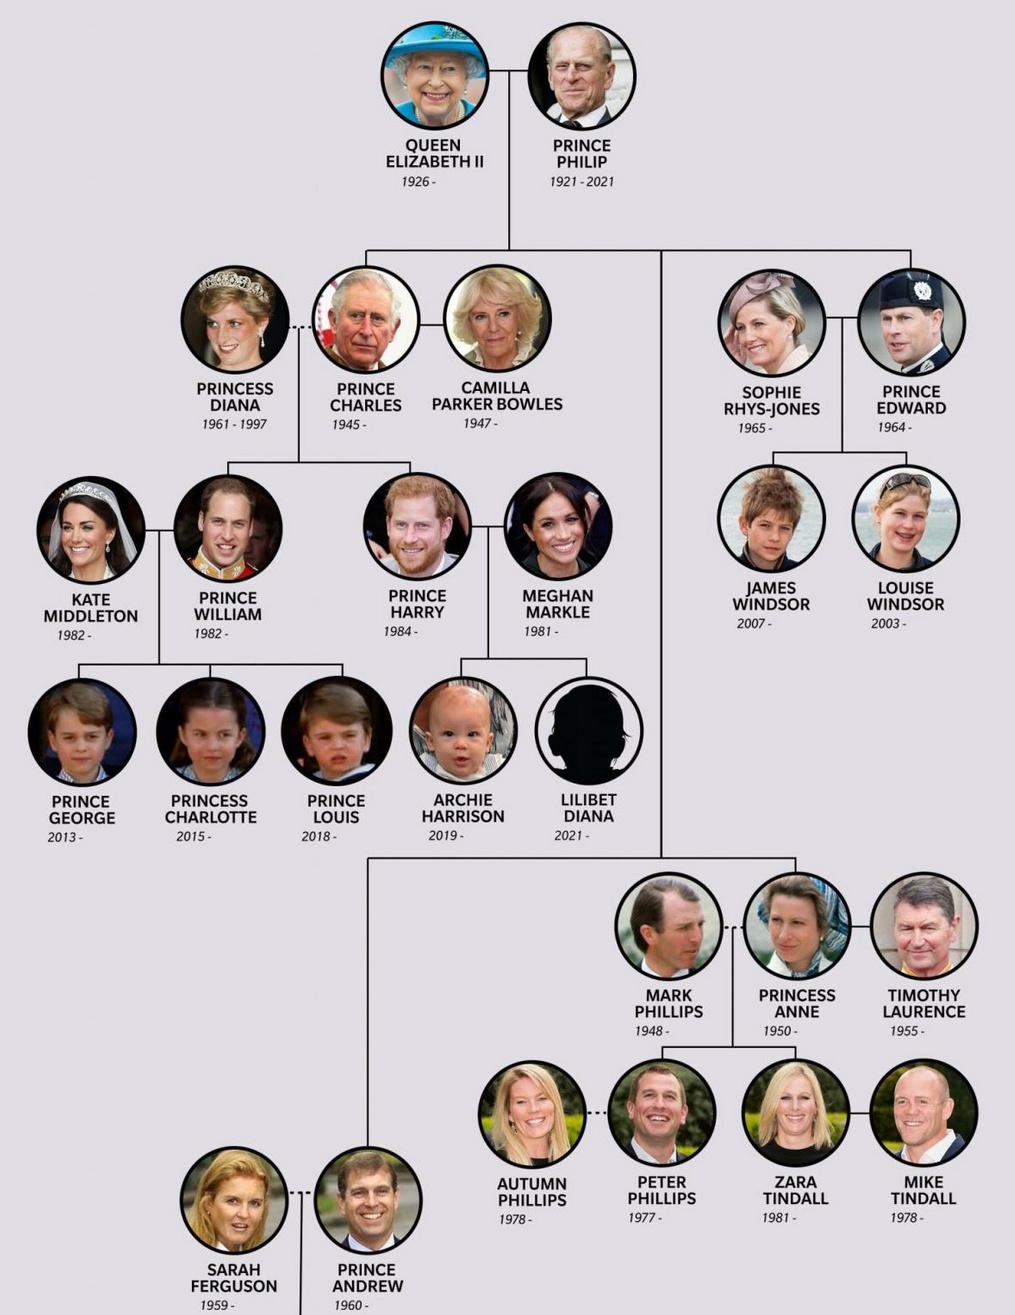 QUEEN
ELIZABETH II
1926 -
PRINCE
PHILIP
1921 - 2021
PRINCESS
DIANA
1961 - 1997
PRINCE
CHARLES
1945 -
CAMILLA
PARKER BOWLES
1947 -
SOPHIE
RHYS-JONES
1965 -
PRINCE
EDWARD
1964 -
KATE
MIDDLETON
1982 -
PRINCE
WILLIAM
1982 -
PRINCE
HARRY
1984 -
MEGHAN
MARKLE
1981 -
JAMES
WINDSOR
2007 -
LOUISE
WINDSOR
2003 -
PRINCE
GEORGE
2013 -
PRINCESS
CHARLOTTE
2015 -
PRINCE
LOUIS
2018 -
ARCHIE
HARRISON
2019 -
LILIBET
DIANA
2021 -
MARK
PHILLIPS
1948 -
PRINCESS
ANNE
1950 -
TIMOTHY
LAURENCE
1955 -
AUTUMN
PHILLIPS
1978 -
PETER
PHILLIPS
1977 -
ZARA
TINDALL
1981 -
MIKE
TINDALL
1978 -
SARAH
FERGUSON
1959 -
PRINCE
ANDREW
1960 -